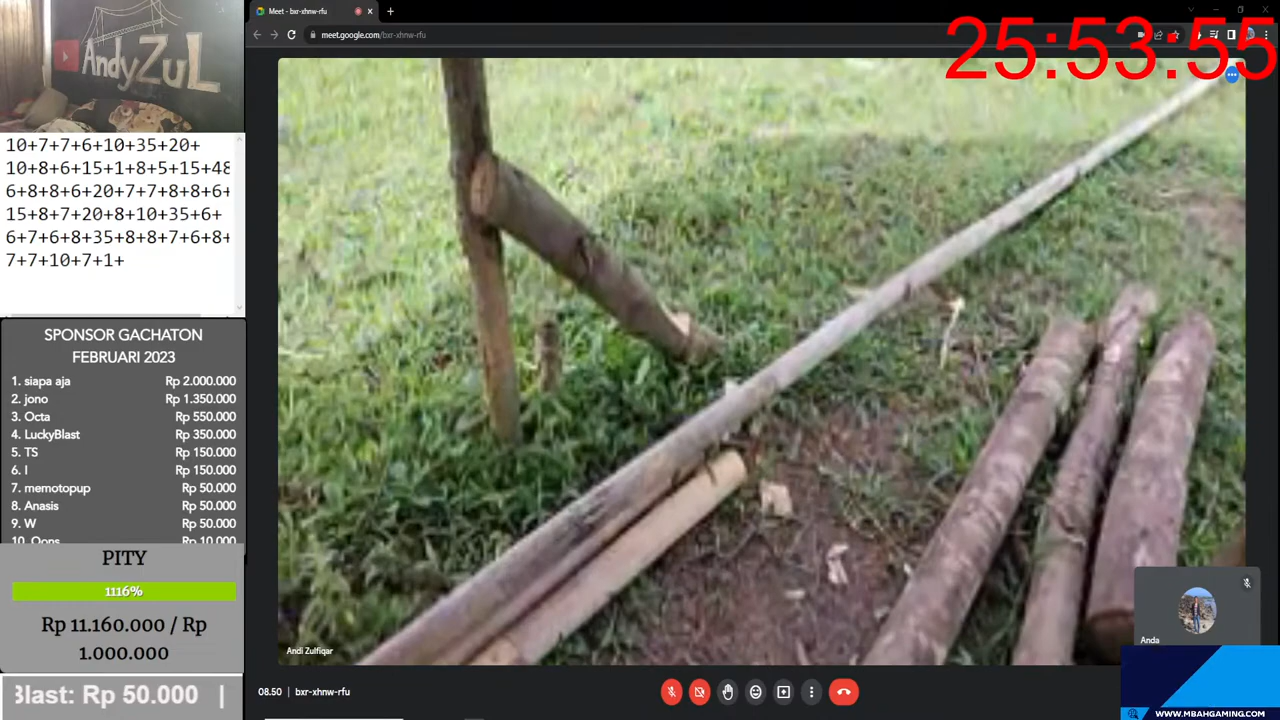 AndyZuL
10+7+7+6+10+35+20+
10+8+6+15+1+8+5+15+48
6+8+8+6+20+7+7+8+8+6+
15+8+7+20+8+10+35+6+
6+7+6+8+35+8+8+7+6+8+
7+7+10+7+1+
SPONSOR GACHATON
FEBRUARI 2023
1. siapa aja Rp 2.000.000
2. jono Rp 1.350.000
3. Octa Rp 550.000
4. LuckyBlast Rp 350.000
5. TS Rp 150.000
6. I Rp 150.000
7. memotopup Rp 50.000
8. Anasis Rp 50.000
9. W Rp 50.000
10. Oops Rp 10.000
PITY
1116%
Rp 11.160.000 / Rp
1.000.000
Blast: Rp 50.000 |
Meet - bxr-xhnw-rfu
meet.google.com/bxr-xhnw-rfu
25:53:55
Andi Zulfiqar
Anda
08.50 | bxr-xhnw-rfu
WWW.MBAHGAMING.COM